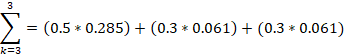 3
∑ = (0.5 * 0.285) + (0.3 * 0.061) + (0.3 * 0.061)
k=3